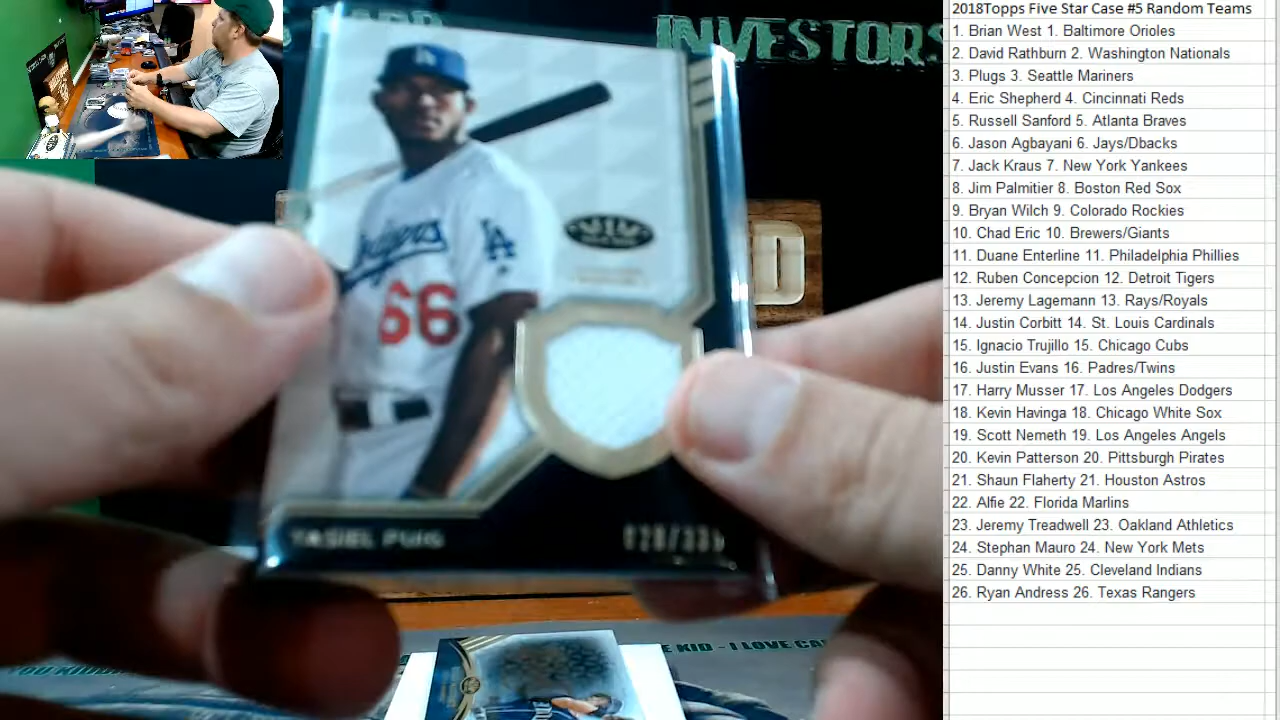 INVESTORS
Dodgers
LA
66
YASIEL PUIG
E KID - I LOVE CA
2018Topps Five Star Case #5 Random Teams
1. Brian West 1. Baltimore Orioles
2. David Rathburn 2. Washington Nationals
3. Plugs 3. Seattle Mariners
4. Eric Shepherd 4. Cincinnati Reds
5. Russell Sanford 5. Atlanta Braves
6. Jason Agbayani 6. Jays/Dbacks
7. Jack Kraus 7. New York Yankees
8. Jim Palmitier 8. Boston Red Sox
9. Bryan Wilch 9. Colorado Rockies
10. Chad Eric 10. Brewers/Giants
11. Duane Enterline 11. Philadelphia Phillies
12. Ruben Concepcion 12. Detroit Tigers
13. Jeremy Lagemann 13. Rays/Royals
14. Justin Corbitt 14. St. Louis Cardinals
15. Ignacio Trujillo 15. Chicago Cubs
16. Justin Evans 16. Padres/Twins
17. Harry Musser 17. Los Angeles Dodgers
18. Kevin Havinga 18. Chicago White Sox
19. Scott Nemeth 19. Los Angeles Angels
20. Kevin Patterson 20. Pittsburgh Pirates
21. Shaun Flaherty 21. Houston Astros
22. Alfie 22. Florida Marlins
23. Jeremy Treadwell 23. Oakland Athletics
24. Stephan Mauro 24. New York Mets
25. Danny White 25. Cleveland Indians
26. Ryan Andress 26. Texas Rangers